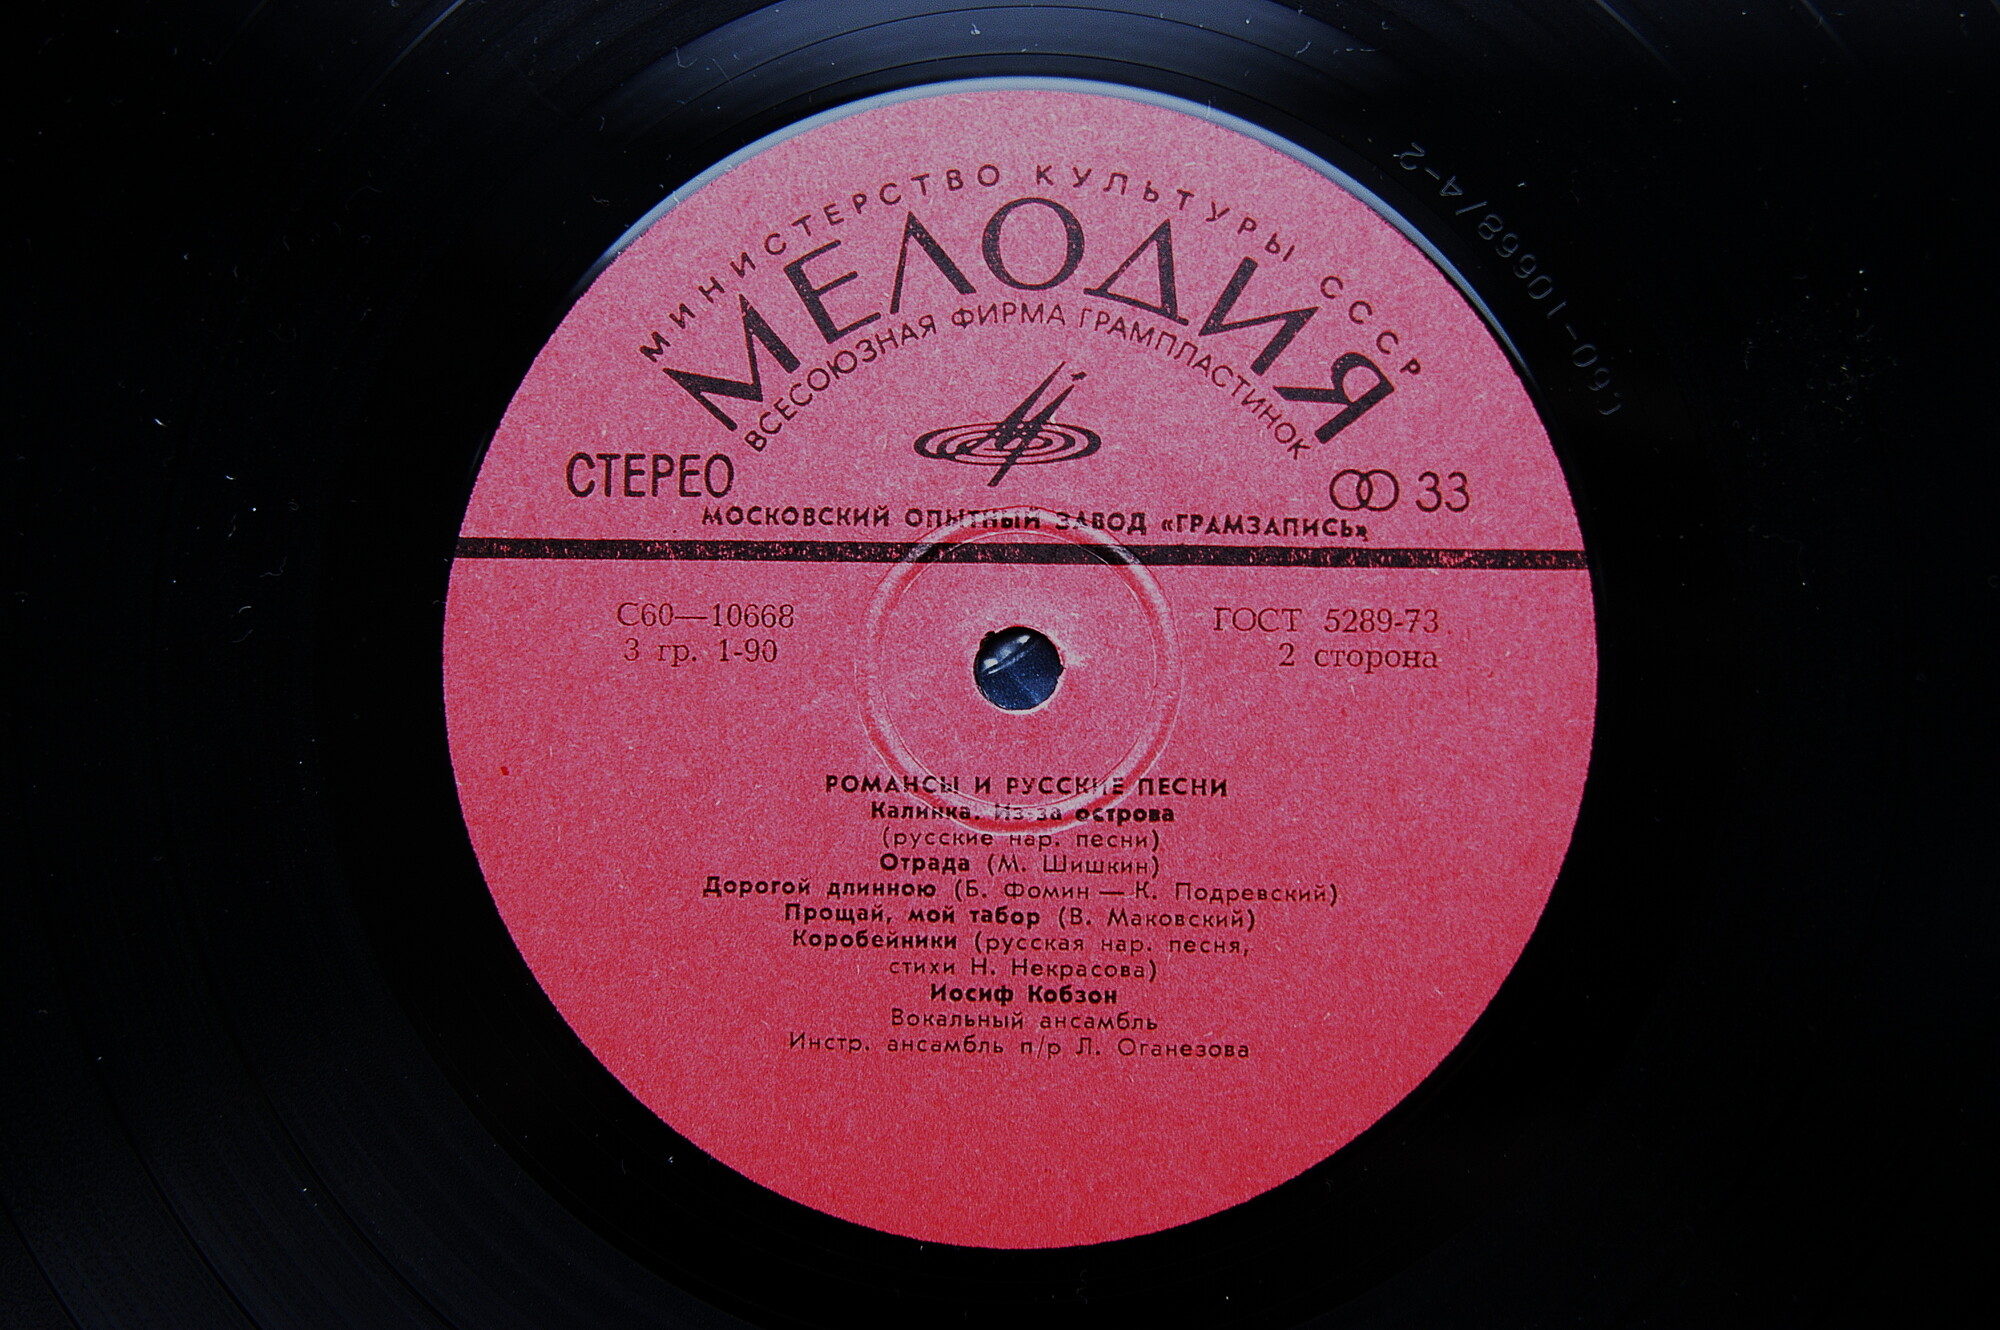 МИНИСТЕРСТВО КУЛЬТУРЫ СССР
МЕЛОДИЯ
ВСЕСОЮЗНАЯ ФИРМА ГРАМПЛАСТИНОК
СТЕРЕО
33
МОСКОВСКИЙ ОПЫТНЫЙ ЗАВОД «ГРАМЗАПИСЬ»
С60—10668
ГОСТ 5289-73
3 гр. 1-90
2 сторона
РОМАНСЫ И РУССКИЕ ПЕСНИ
Калинка. Из-за острова
(русские нар. песни)
Отрада (М. Шишкин)
Дорогой длинною (Б. Фомин — К. Подревский)
Прощай, мой табор (В. Маковский)
Коробейники (русская нар. песня,
стихи Н. Некрасова)
Иосиф Кобзон
Вокальный ансамбль
Инстр. ансамбль п/р Л. Оганезова
С60-10668/4-2